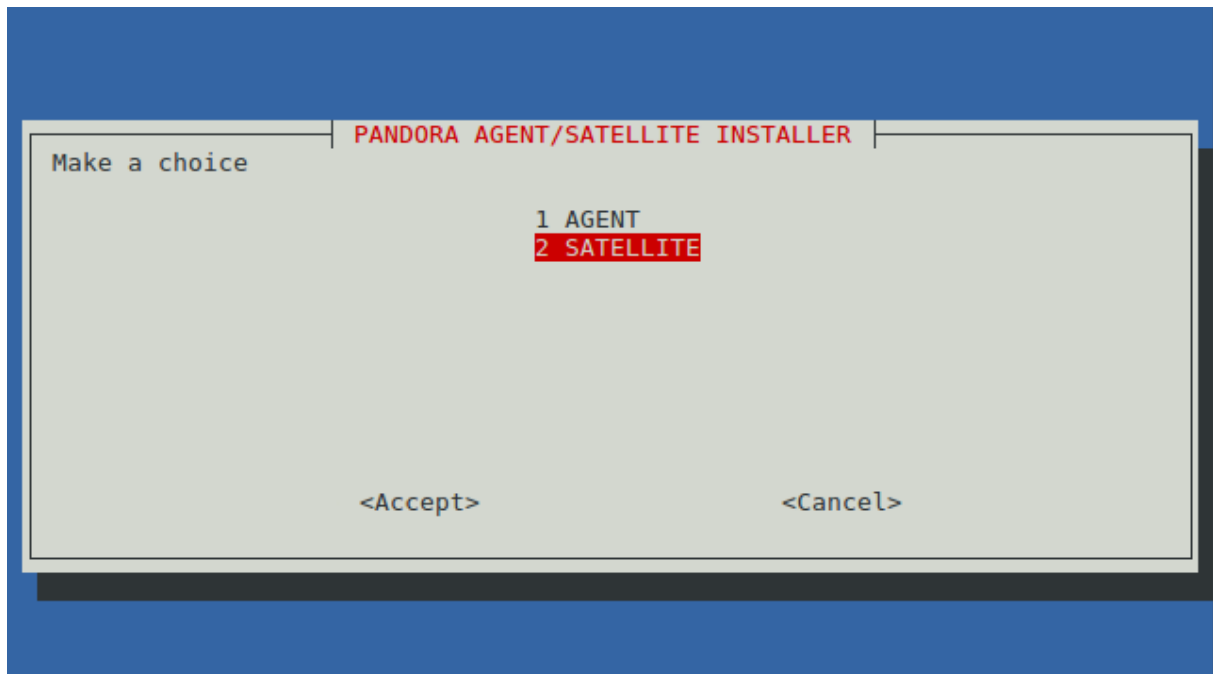 PANDORA AGENT/SATELLITE INSTALLER
Make a choice
1 AGENT
2 SATELLITE
<Accept> <Cancel>